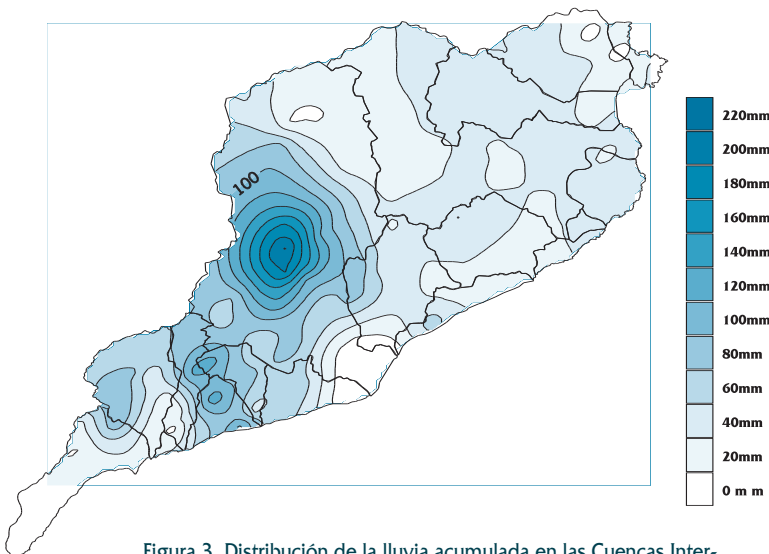 100
220mm
200mm
180mm
160mm
140mm
120mm
100mm
80mm
60mm
40mm
20mm
0 m m
Figura 3. Distribución de la lluvia acumulada en las Cuencas Inter-